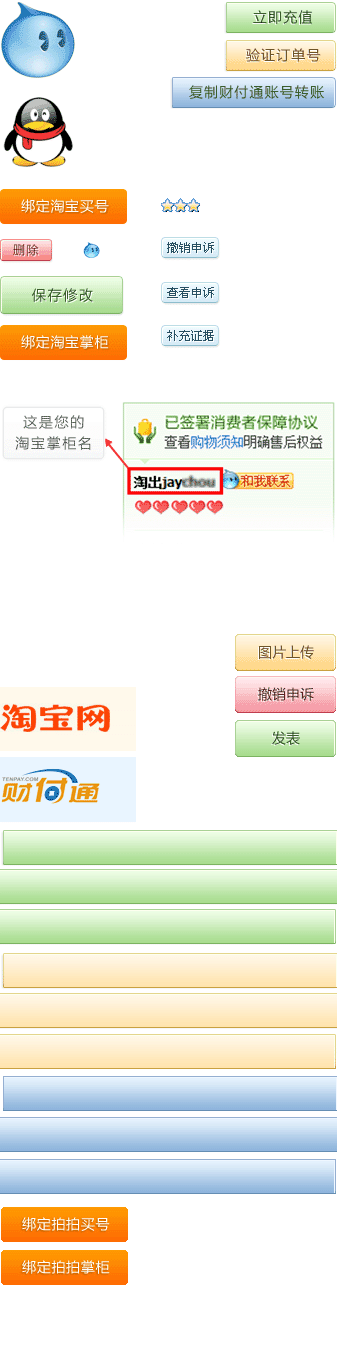 立即充值
验证订单号
复制财付通账号转账
绑定淘宝买号
删除
撤销申诉
保存修改
查看申诉
绑定淘宝掌柜
补充证据
这是您的
淘宝掌柜名
已签署消费者保障协议
查看购物须知明确售后权益
淘出jaychou
和我联系
图片上传
撤销申诉
发表
淘宝网
TENPAY.COM
财付通
绑定拍拍买号
绑定拍拍掌柜